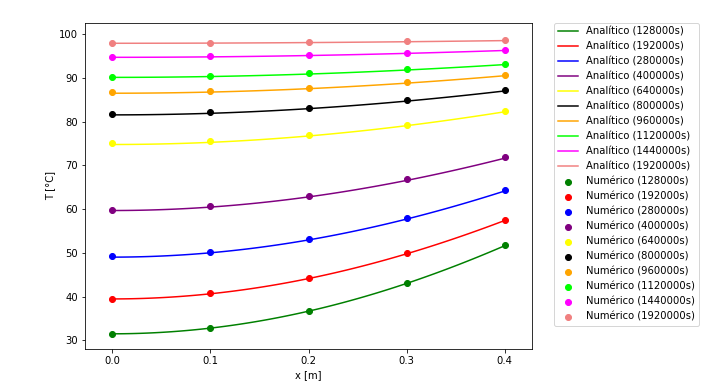 100
90
80
70
60
50
40
30
T [°C]
0.0
0.1
0.2
0.3
0.4
x [m]
Analítico (128000s)
Analítico (192000s)
Analítico (280000s)
Analítico (400000s)
Analítico (640000s)
Analítico (800000s)
Analítico (960000s)
Analítico (1120000s)
Analítico (1440000s)
Analítico (1920000s)
Numérico (128000s)
Numérico (192000s)
Numérico (280000s)
Numérico (400000s)
Numérico (640000s)
Numérico (800000s)
Numérico (960000s)
Numérico (1120000s)
Numérico (1440000s)
Numérico (1920000s)